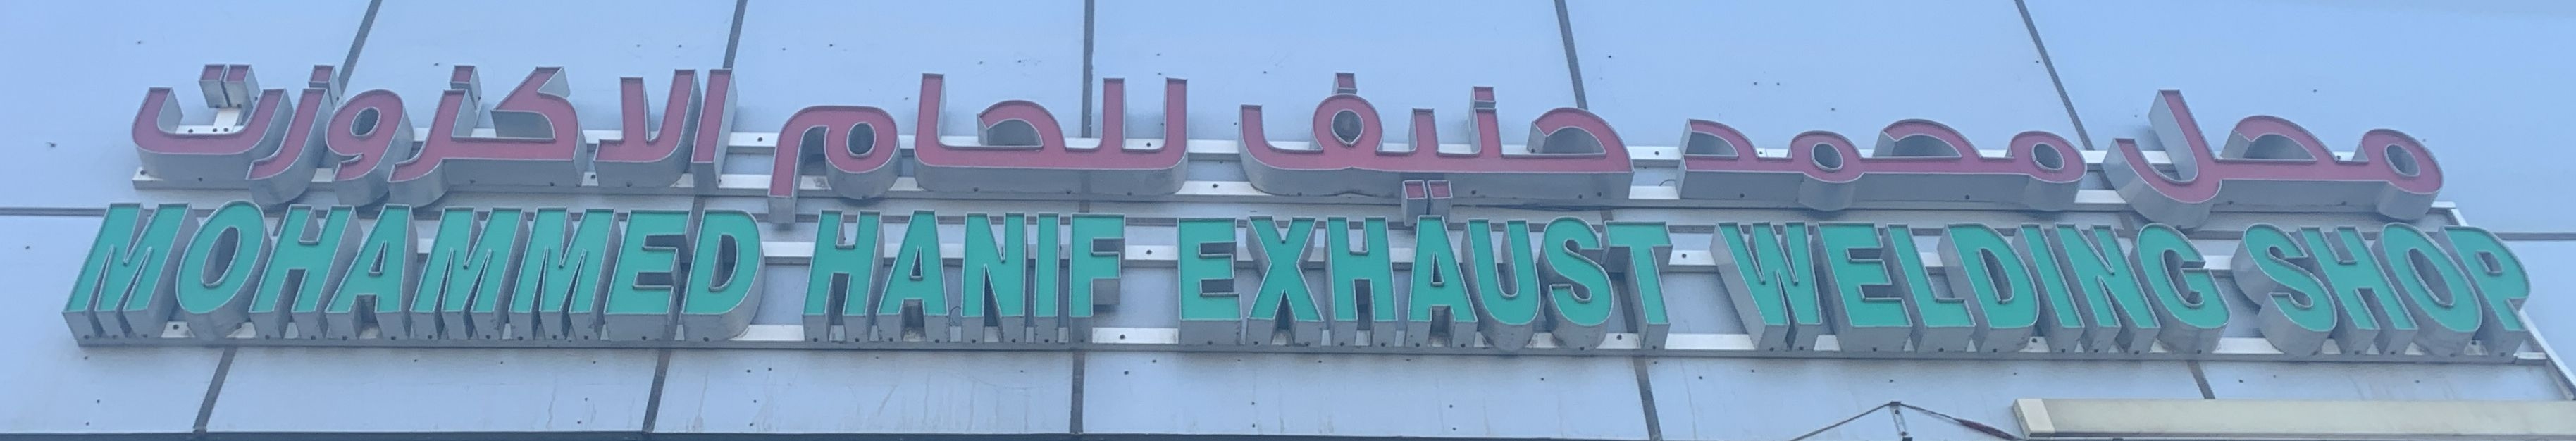 محل محمد حنيف للحام الاكزوزت
MOHAMMED HANIF EXHAUST WELDING SHOP